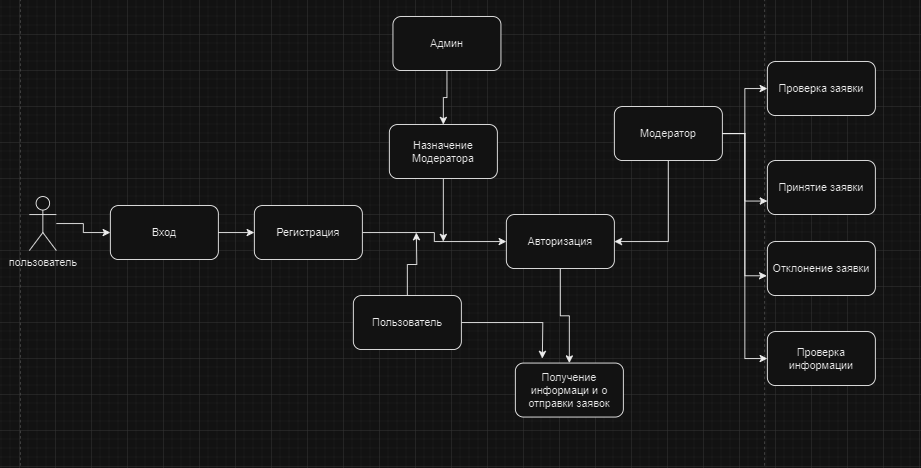 Админ
Проверка заявки
Модератор
Назначение
Модератора
Принятие заявки
Вход
Регистрация
Авторизация
пользователь
Отклонение заявки
Пользователь
Проверка
информации
Получение
информаци и о
отправки заявок